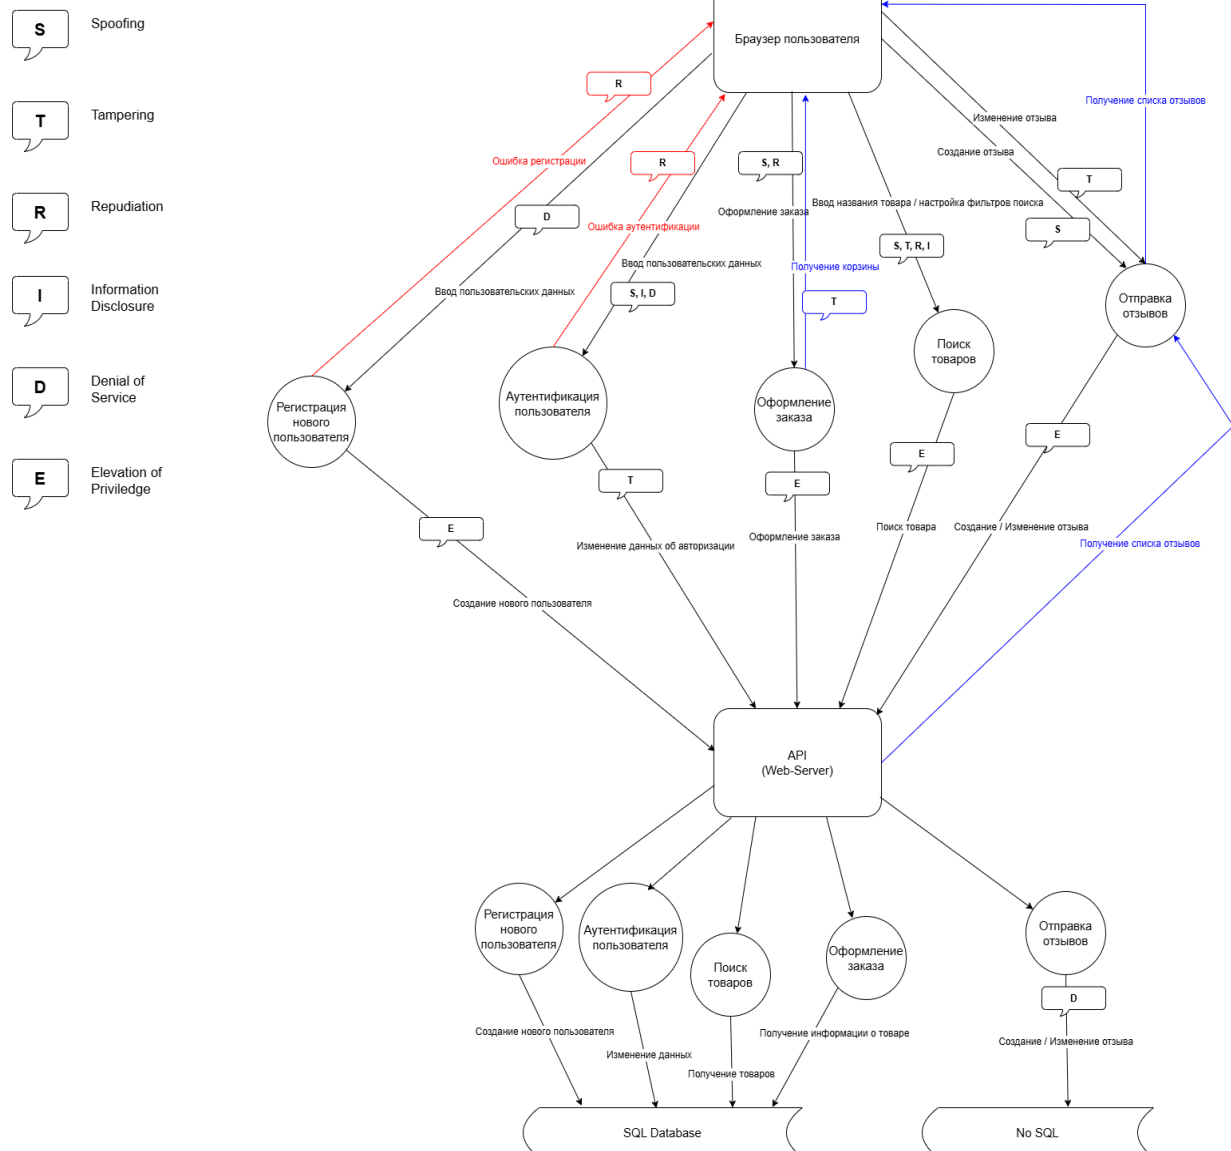 S
Spoofing
T
Tampering
R
Repudiation
I
Information
Disclosure
D
Denial of
Service
E
Elevation of
Priviledge
Браузер пользователя
R
Ошибка регистрации
D
Ввод пользовательских данных
R
Ошибка аутентификации
Ввод пользовательских данных
S, I, D
S, R
Оформление заказа
Получение корзины
T
Ввод названия товара / настройка фильтров поиска
S, T, R, I
Изменение отзыва
Создание отзыва
T
S
Получение списка отзывов
Регистрация
нового
пользователя
Аутентификация
пользователя
Оформление
заказа
Поиск
товаров
Отправка
отзывов
E
Создание нового пользователя
T
Изменение данных об авторизации
E
Оформление заказа
E
Поиск товара
E
Создание / Изменение отзыва
Получение списка отзывов
API
(Web-Server)
Регистрация
нового
пользователя
Аутентификация
пользователя
Поиск
товаров
Оформление
заказа
Отправка
отзывов
D
Создание нового пользователя
Изменение данных
Получение товаров
Получение информации о товаре
Создание / Изменение отзыва
SQL Database
No SQL